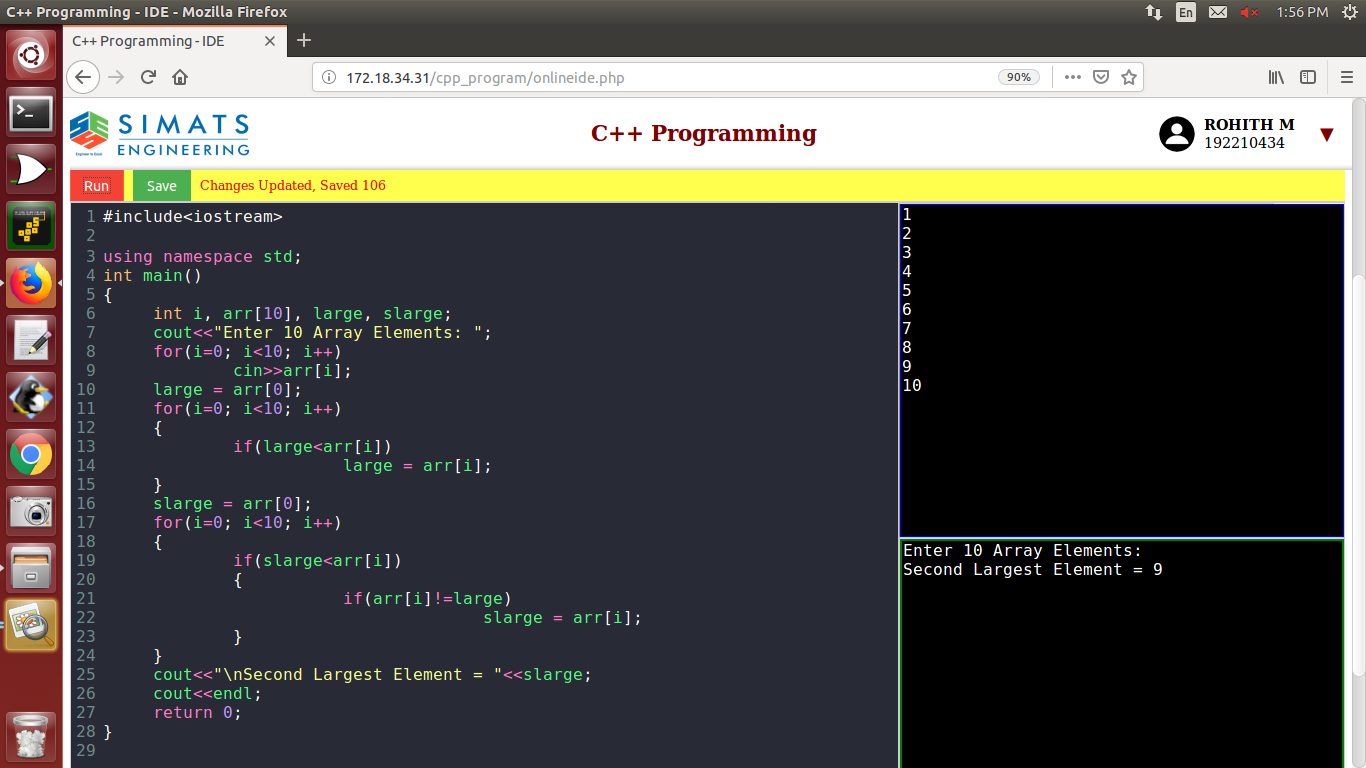 C++ Programming - IDE - Mozilla Firefox
En
1:56 PM
C++ Programming - IDE
172.18.34.31/cpp_program/onlineide.php
90%
SIMATS
ENGINEERING
Engineer to Excel
C++ Programming
ROHITH M
192210434
Run
Save
Changes Updated, Saved 106
1 #include<iostream>
2
3 using namespace std;
4 int main()
5 {
6 int i, arr[10], large, slarge;
7 cout<<"Enter 10 Array Elements: ";
8 for(i=0; i<10; i++)
9 cin>>arr[i];
10 large = arr[0];
11 for(i=0; i<10; i++)
12 {
13 if(large<arr[i])
14 large = arr[i];
15 }
16 slarge = arr[0];
17 for(i=0; i<10; i++)
18 {
19 if(slarge<arr[i])
20 {
21 if(arr[i]!=large)
22 slarge = arr[i];
23 }
24 }
25 cout<<"\nSecond Largest Element = "<<slarge;
26 cout<<endl;
27 return 0;
28 }
29
1
2
3
4
5
6
7
8
9
10
Enter 10 Array Elements:
Second Largest Element = 9